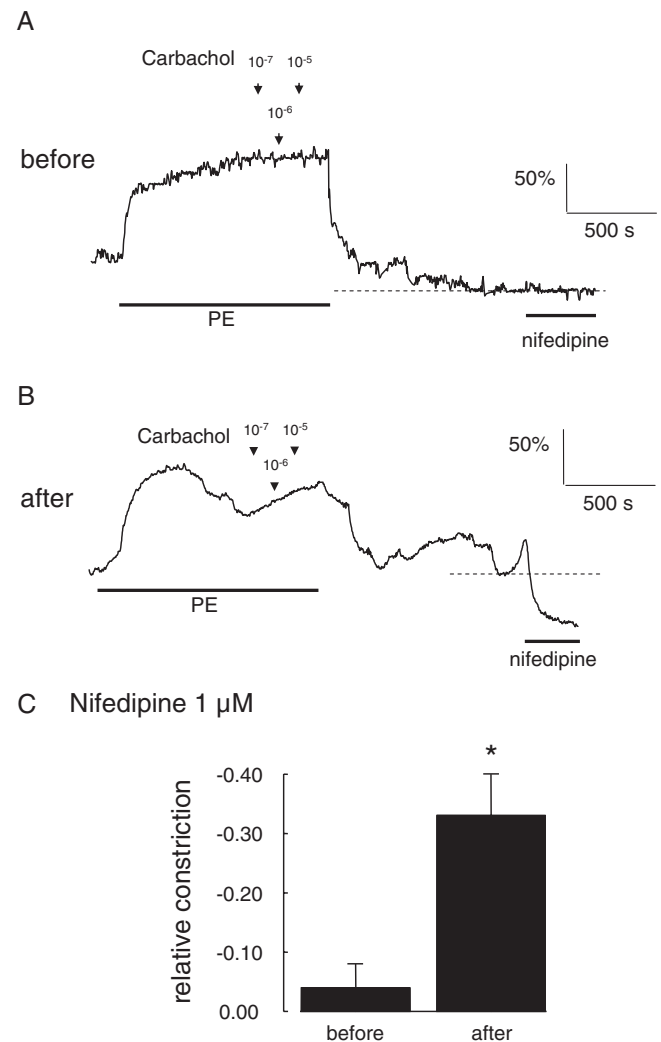 A
Carbachol 10-7 10-5
10-6
before
50%
500 s
PE
nifedipine
B
Carbachol 10-7 10-5
10-6
after
50%
500 s
PE
nifedipine
C Nifedipine 1 µM
*
relative constriction
-0.40
-0.30
-0.20
-0.10
0.00
before after